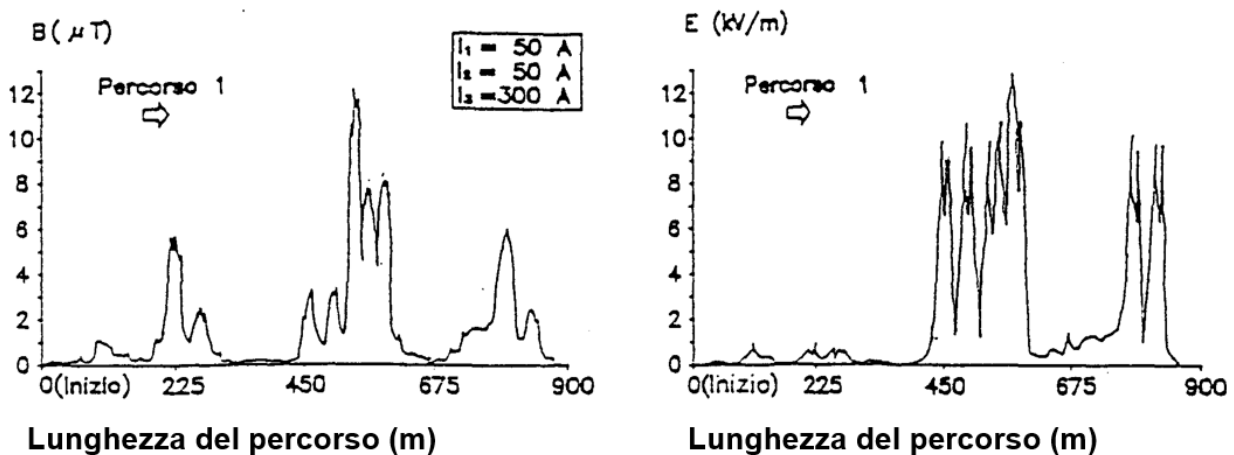 B(μT)
I₁ = 50 A
I₂ = 50 A
I₃ =300 A
Percorso 1
12
10
8
6
4
2
0
0(Inizio) 225 450 675 900
Lunghezza del percorso (m)
E (kV/m)
Percorso 1
12
10
8
6
4
2
0
0(Inizio) 225 450 675 900
Lunghezza del percorso (m)